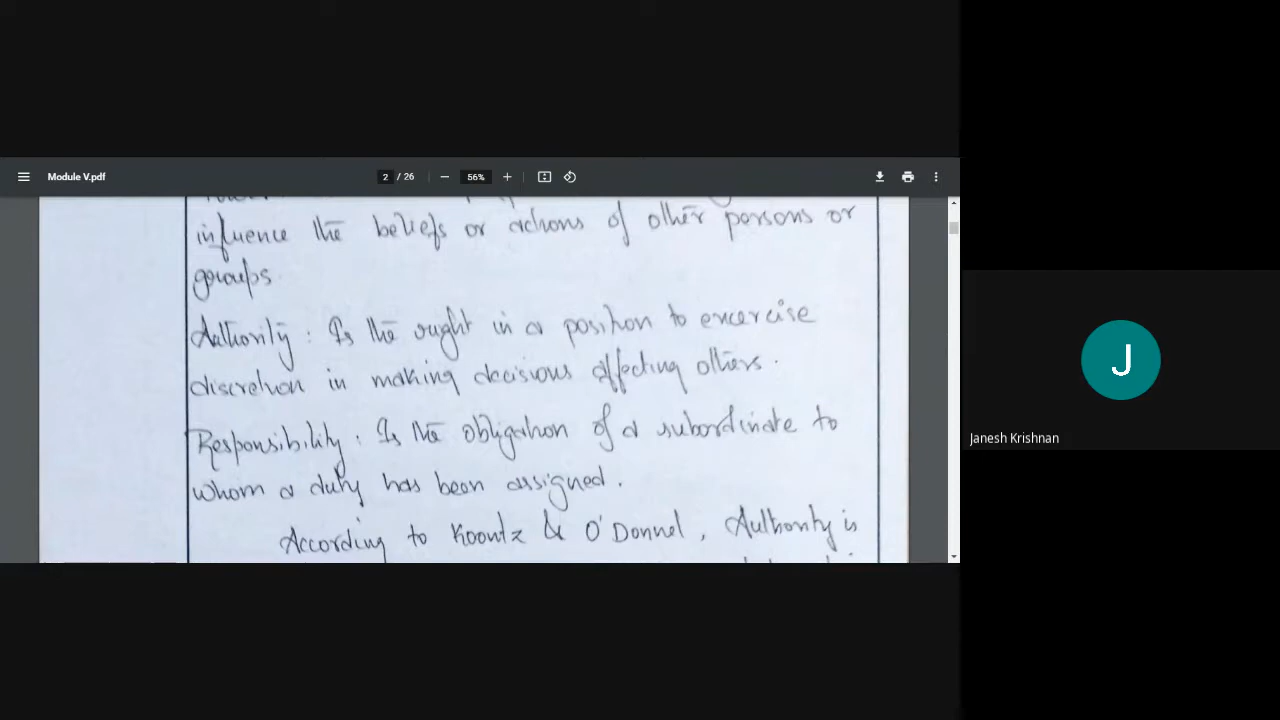 Module V.pdf
2 / 26
56%
influence the beliefs or actions of other persons or
groups.
Authority : Is the right in a position to excercise
discretion in making decisions affecting others.
Responsibility : Is the obligation of a subordinate to
whom a duty has been assigned.
According to Koontz & O'Donnel, Authority is
J
Janesh Krishnan